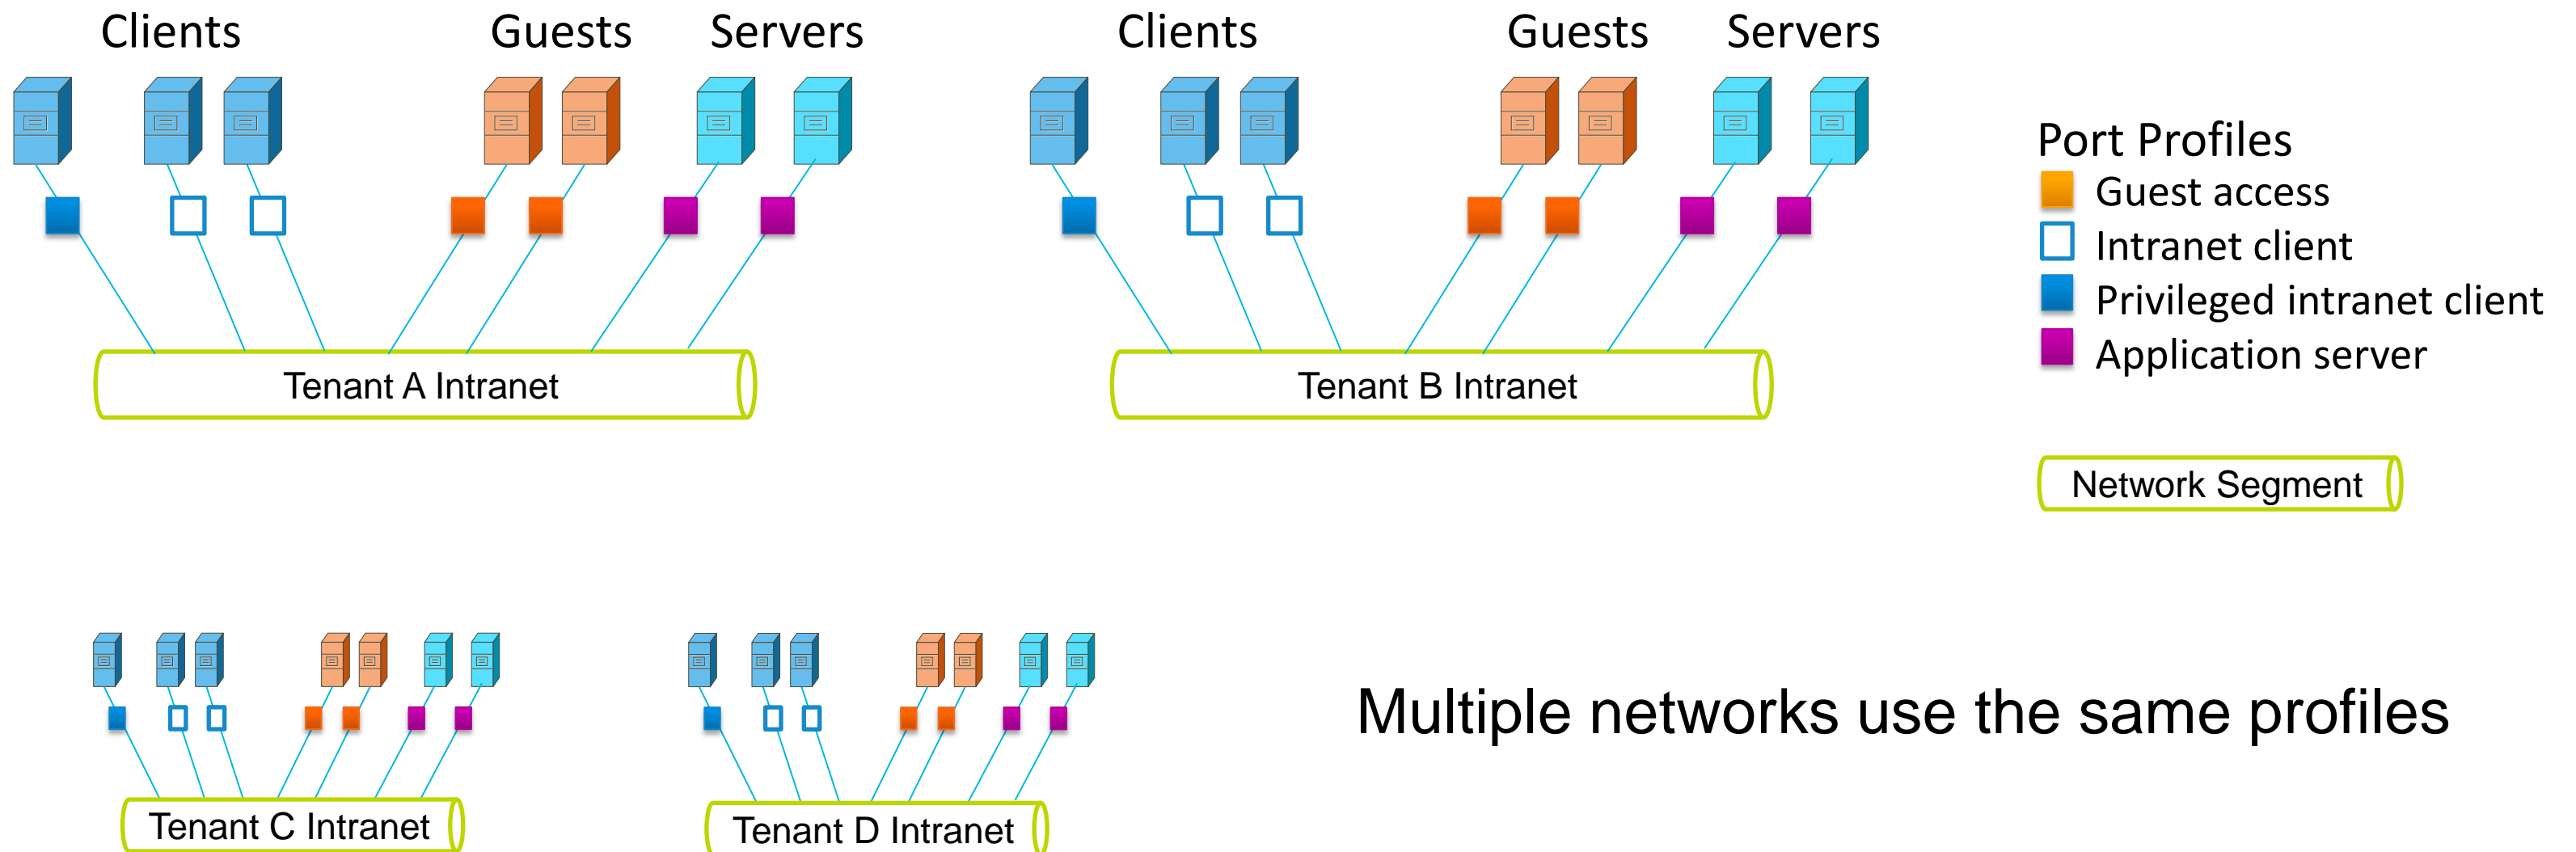 Clients
Guests
Servers
Clients
Guests
Servers
Tenant A Intranet
Tenant B Intranet
Port Profiles
Guest access
Intranet client
Privileged intranet client
Application server
Network Segment
Tenant C Intranet
Tenant D Intranet
Multiple networks use the same profiles